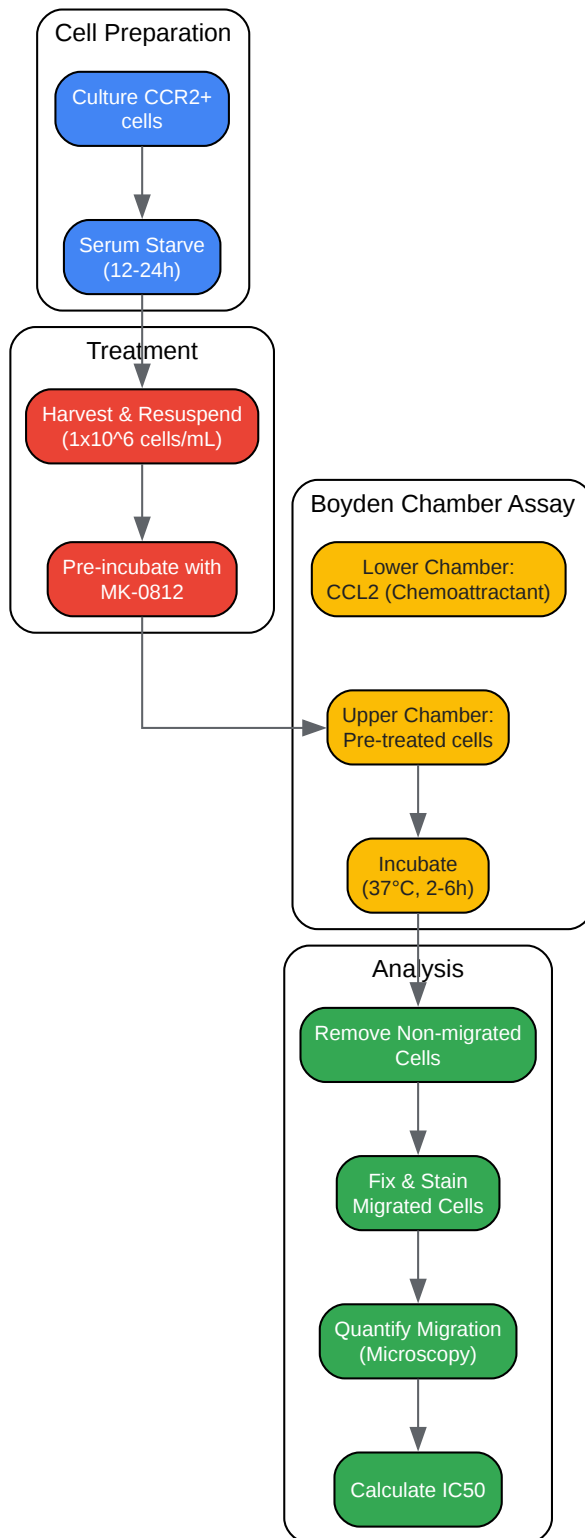 Cell Preparation
Culture CCR2+
cells
Serum Starve
(12-24h)
Treatment
Harvest & Resuspend
(1x10^6 cells/mL)
Pre-incubate with
MK-0812
Boyden Chamber Assay
Lower Chamber:
CCL2 (Chemoattractant)
Upper Chamber:
Pre-treated cells
Incubate
(37°C, 2-6h)
Analysis
Remove Non-migrated
Cells
Fix & Stain
Migrated Cells
Quantify Migration
(Microscopy)
Calculate IC50